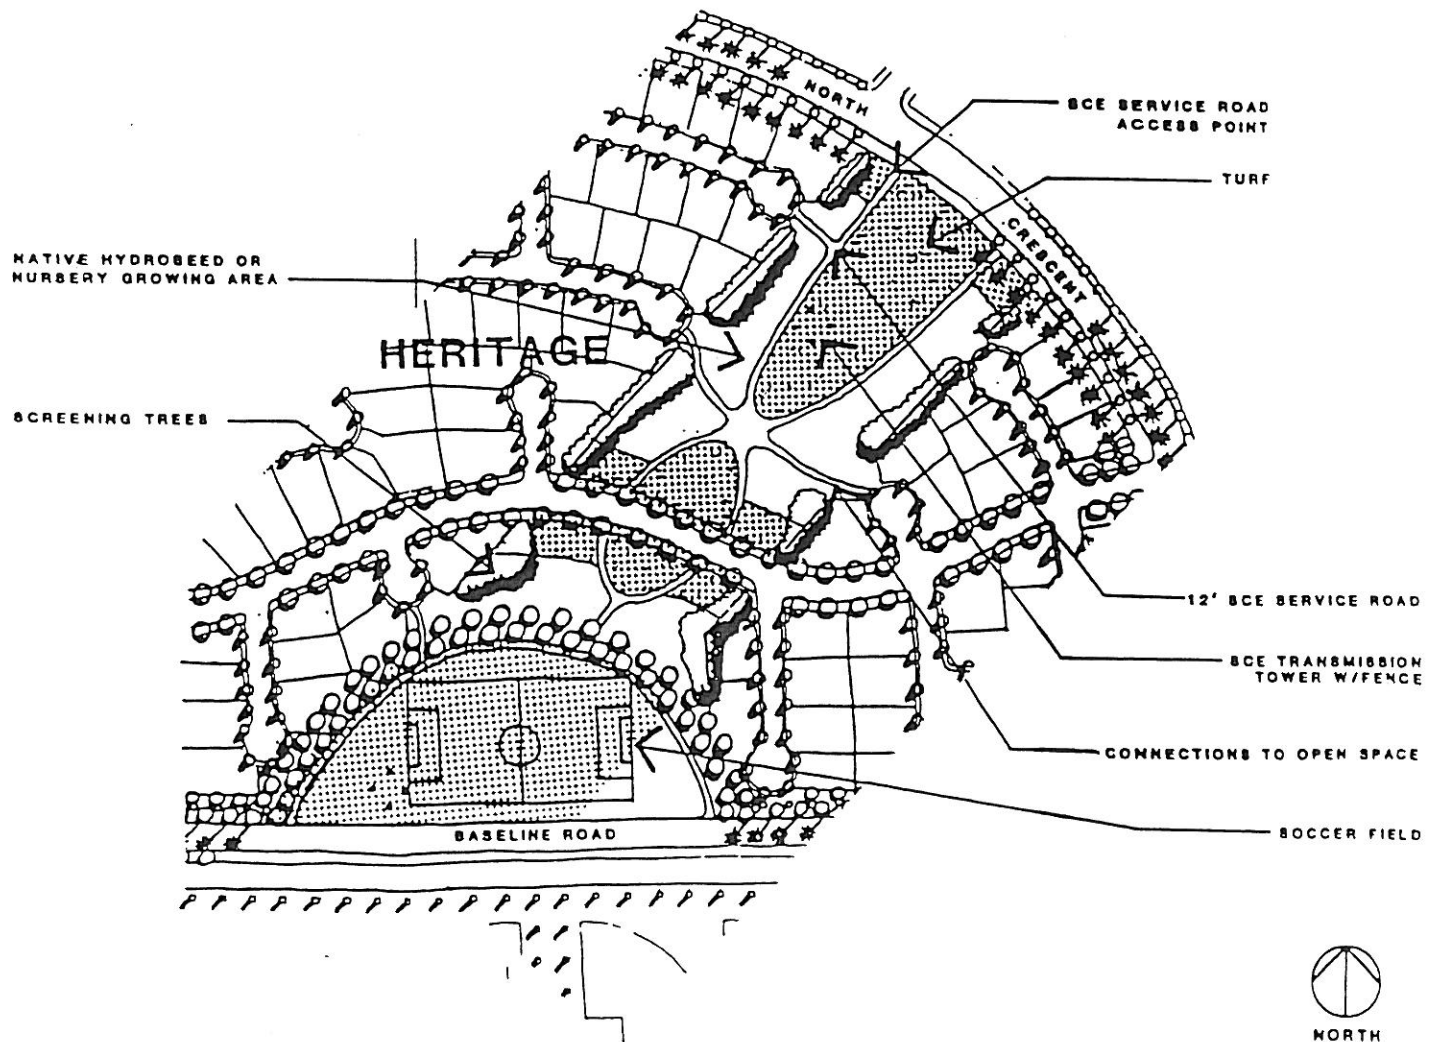 NORTH
SCE SERVICE ROAD
ACCESS POINT
TURF
CRESCENT
NATIVE HYDROSEED OR
NURSERY GROWING AREA
HERITAGE
SCREENING TREES
12' SCE SERVICE ROAD
SCE TRANSMISSION
TOWER W/FENCE
CONNECTIONS TO OPEN SPACE
SOCCER FIELD
BASELINE ROAD
NORTH